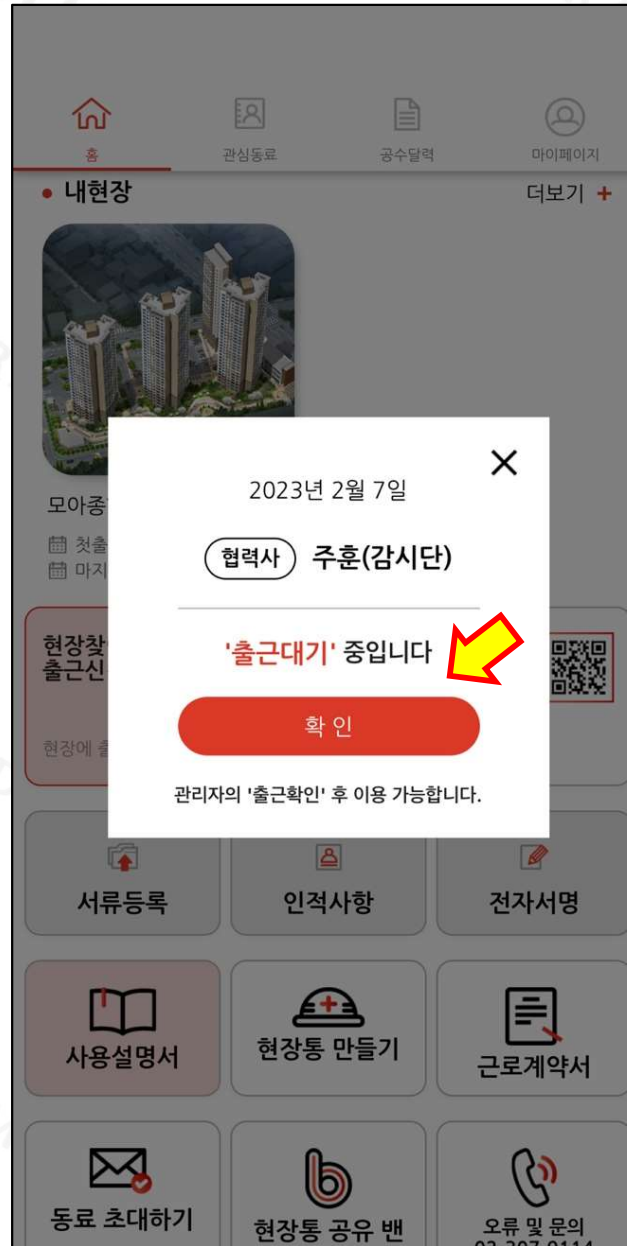 홈
관심동료
공수달력
마이페이지
• 내현장
더보기 +
2023년 2월 7일
모아종
협력사 주훈(감시단)
첫출
마지
현장찾
출근신
'출근대기' 중입니다
확 인
현장에 출
관리자의 '출근확인' 후 이용 가능합니다.
서류등록
인적사항
전자서명
사용설명서
현장통 만들기
근로계약서
동료 초대하기
현장통 공유 밴
오류 및 문의